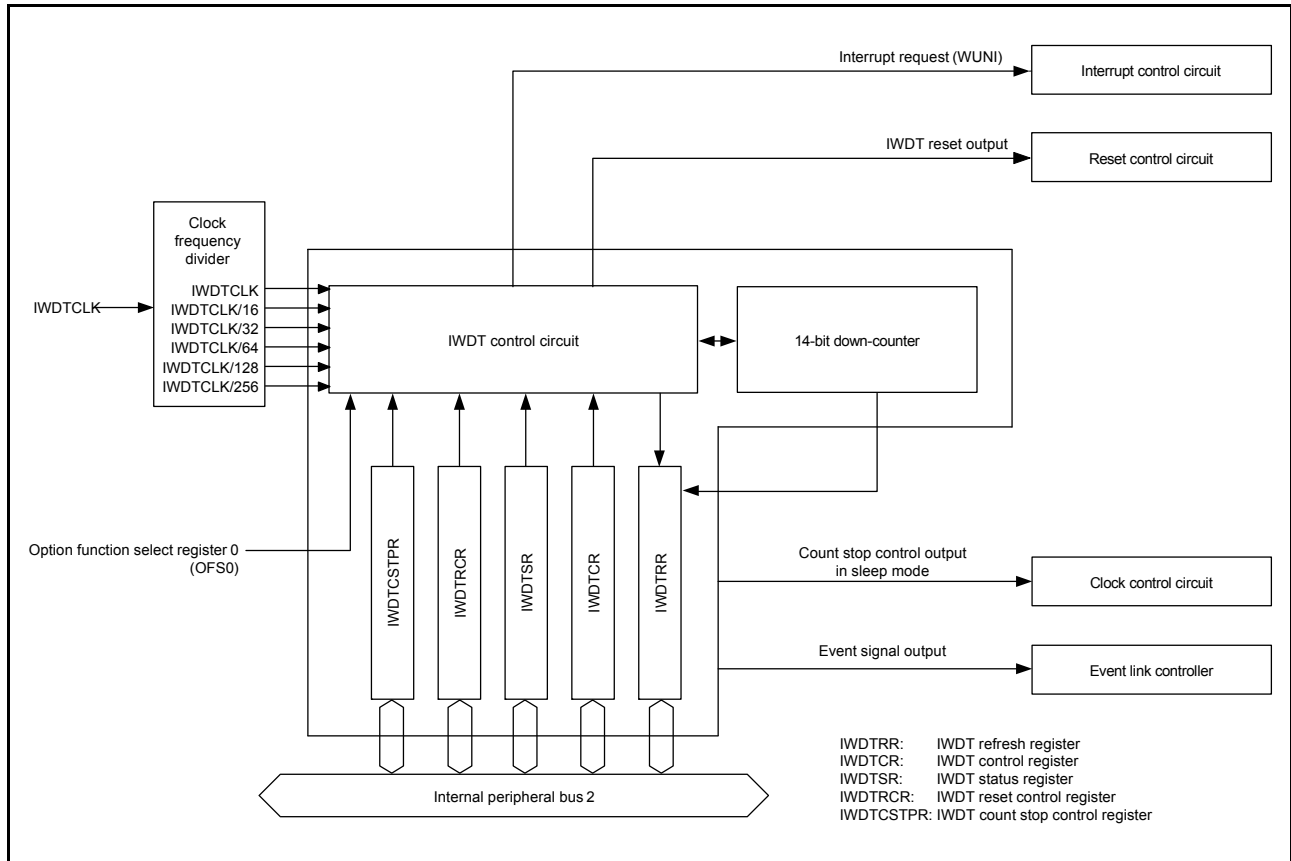 Interrupt request (WUNI)
Interrupt control circuit
IWDT reset output
Reset control circuit
Clock
frequency
divider
IWDTCLK
IWDTCLK
IWDTCLK/16
IWDTCLK/32
IWDTCLK/64
IWDTCLK/128
IWDTCLK/256
IWDT control circuit
14-bit down-counter
Option function select register 0
(OFS0)
IWDTCSTPR
IWDTRCR
IWDTSR
IWDTCR
IWDTRR
Count stop control output
in sleep mode
Clock control circuit
Event signal output
Event link controller
Internal peripheral bus 2
IWDTRR: IWDT refresh register
IWDTCR: IWDT control register
IWDTSR: IWDT status register
IWDTRCR: IWDT reset control register
IWDTCSTPR: IWDT count stop control register